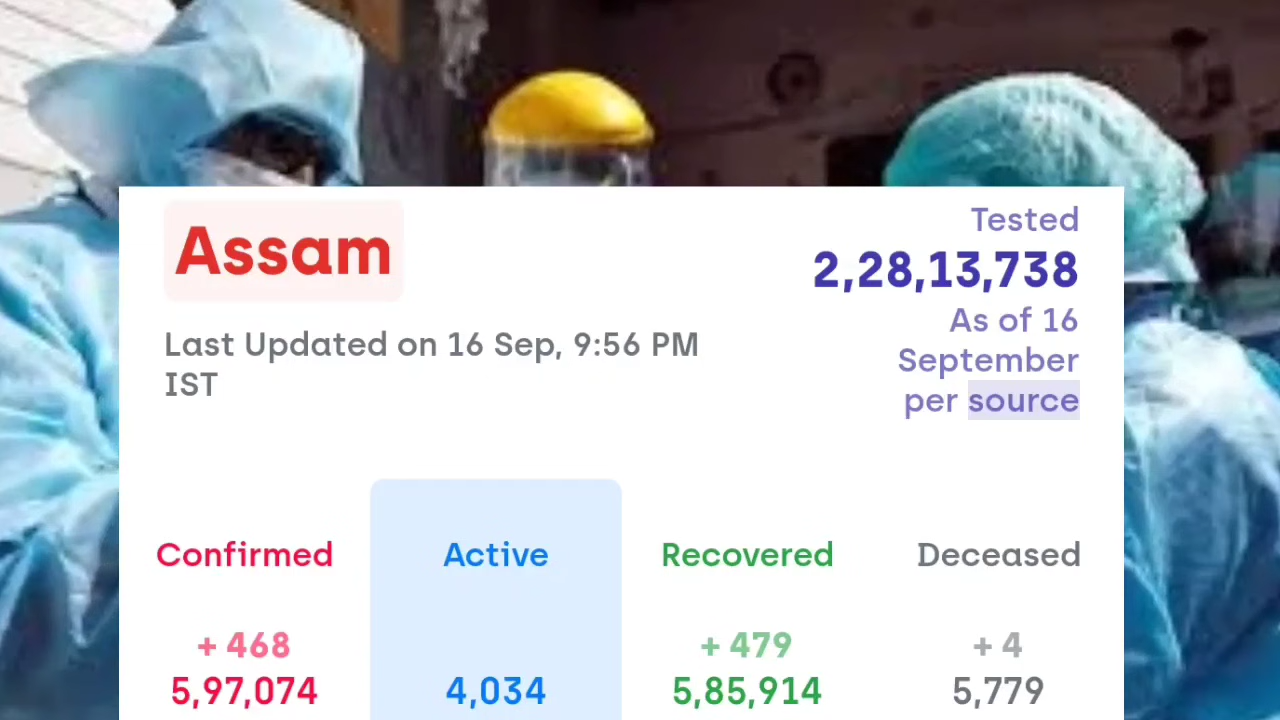 Assam
Last Updated on 16 Sep, 9:56 PM
IST
Tested
2,28,13,738
As of 16
September
per source
Confirmed Active Recovered Deceased
+ 468 + 479 + 4
5,97,074 4,034 5,85,914 5,779